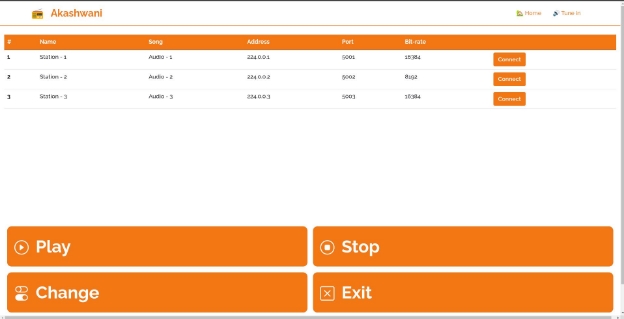 Akashwani
Home Tune In
# Name Song Address Port Bit-rate
1 Station - 1 Audio - 1 224.0.0.1 5001 16384 Connect
2 Station - 2 Audio - 2 224.0.0.2 5002 8192 Connect
3 Station - 3 Audio - 3 224.0.0.3 5003 16384 Connect
Play Stop
Change Exit